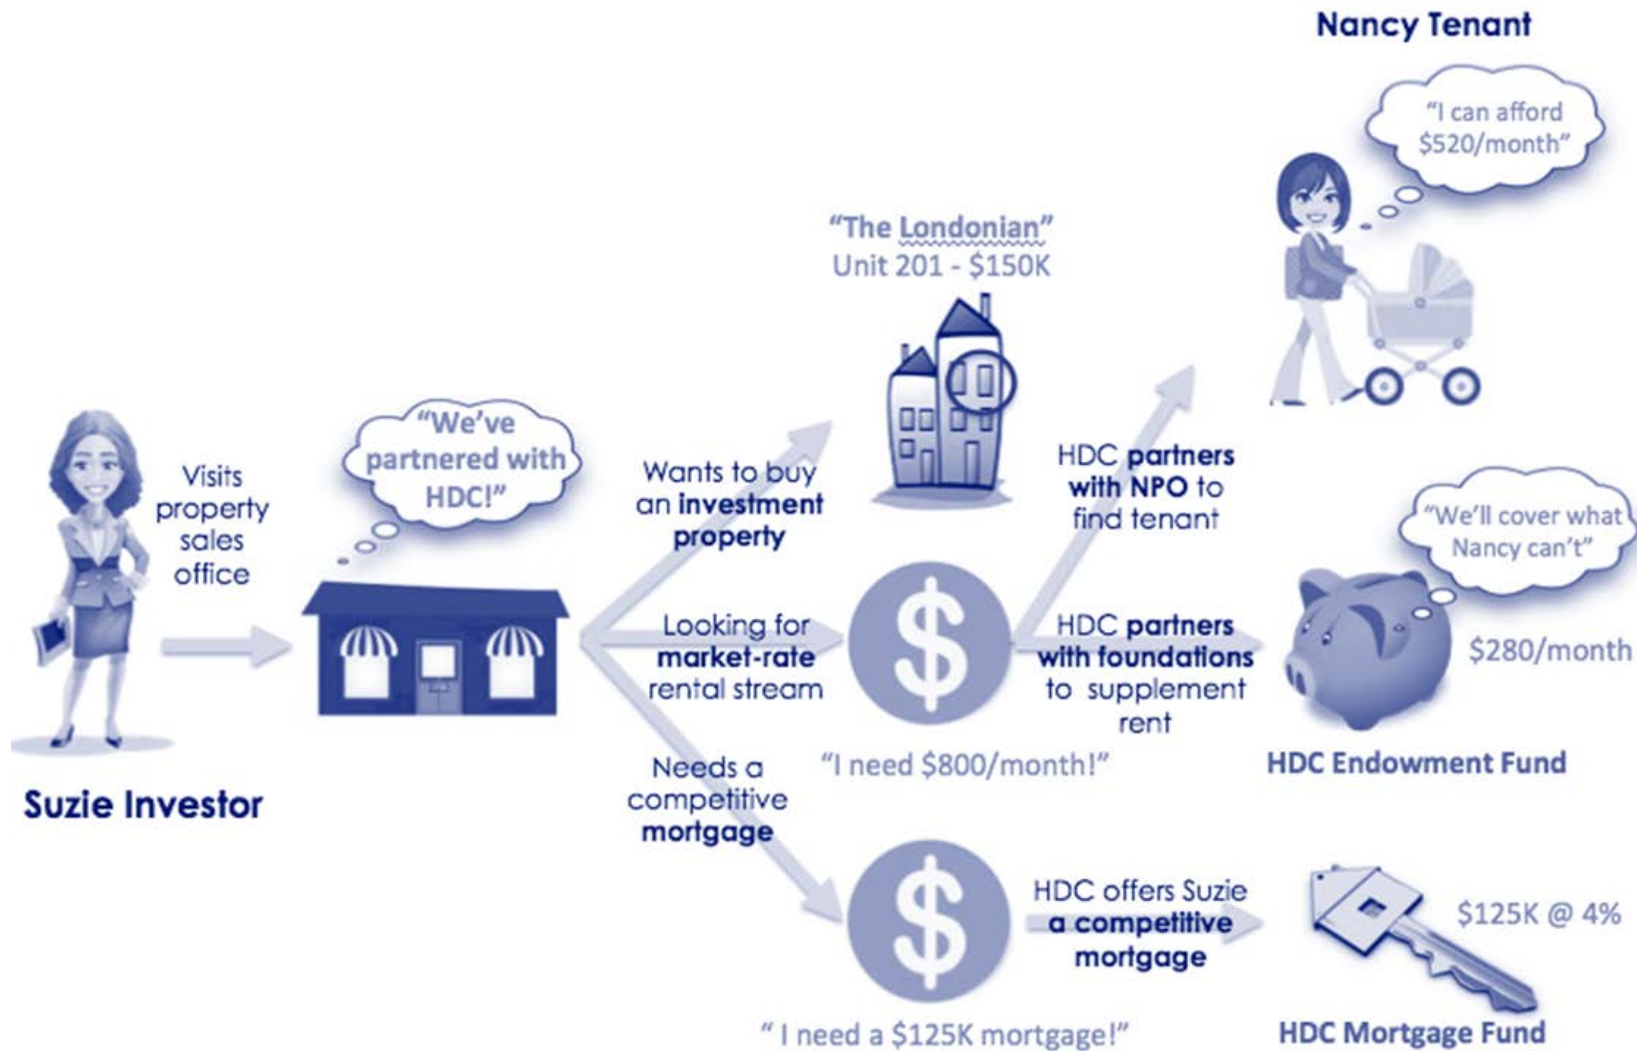 Nancy Tenant
"I can afford
$520/month"
"The Londonian"
Unit 201 - $150K
"We've
partnered with
HDC!"
Visits
property
sales
office
Suzie Investor
Wants to buy
an investment
property
Looking for
market-rate
rental stream
Needs a
competitive
mortgage
HDC partners
with NPO to
find tenant
HDC partners
with foundations
to supplement
rent
"I need $800/month!"
"We'll cover what
Nancy can't"
$280/month
HDC Endowment Fund
HDC offers Suzie
a competitive
mortgage
" I need a $125K mortgage!"
$125K @ 4%
HDC Mortgage Fund